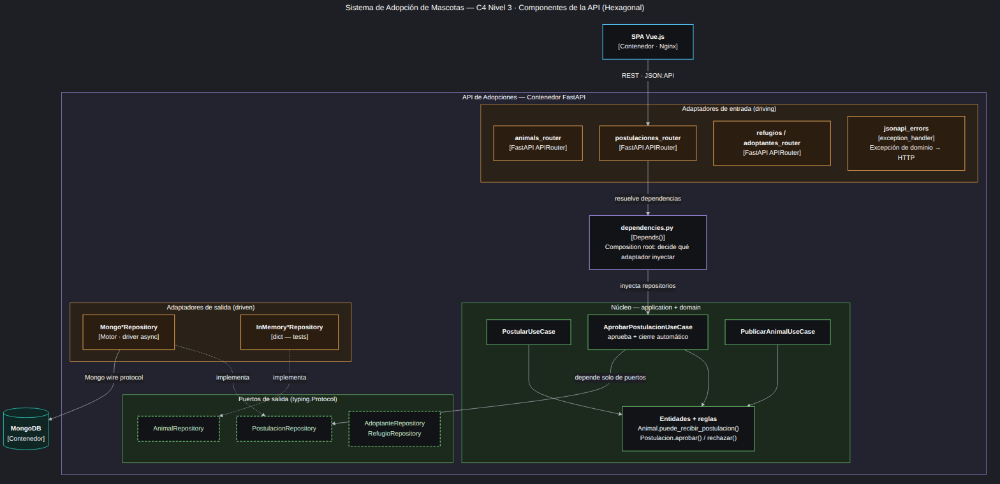 Sistema de Adopción de Mascotas — C4 Nivel 3 · Componentes de la API (Hexagonal)
SPA Vue.js
[Contenedor · Nginx]
REST · JSON:API
API de Adopciones — Contenedor FastAPI
Adaptadores de entrada (driving)
animals_router
[FastAPI APIRouter]
postulaciones_router
[FastAPI APIRouter]
refugios /
adoptantes_router
[FastAPI APIRouter]
jsonapi_errors
[exception_handler]
Excepción de dominio →
HTTP
resuelve dependencias
dependencies.py
[Depends()]
Composition root: decide qué
adaptador inyectar
inyecta repositorios
Adaptadores de salida (driven)
Mongo*Repository
[Motor · driver async]
InMemory*Repository
[dict — tests]
Núcleo — application + domain
PostularUseCase
AprobarPostulacionUseCase
aprueba + cierre automático
PublicarAnimalUseCase
Mongo wire protocol
implementa
implementa
depende solo de puertos
Puertos de salida (typing.Protocol)
AnimalRepository
PostulacionRepository
AdoptanteRepository
RefugioRepository
Entidades + reglas
Animal.puede_recibir_postulacion()
Postulacion.aprobar() / rechazar()
MongoDB
[Contenedor]